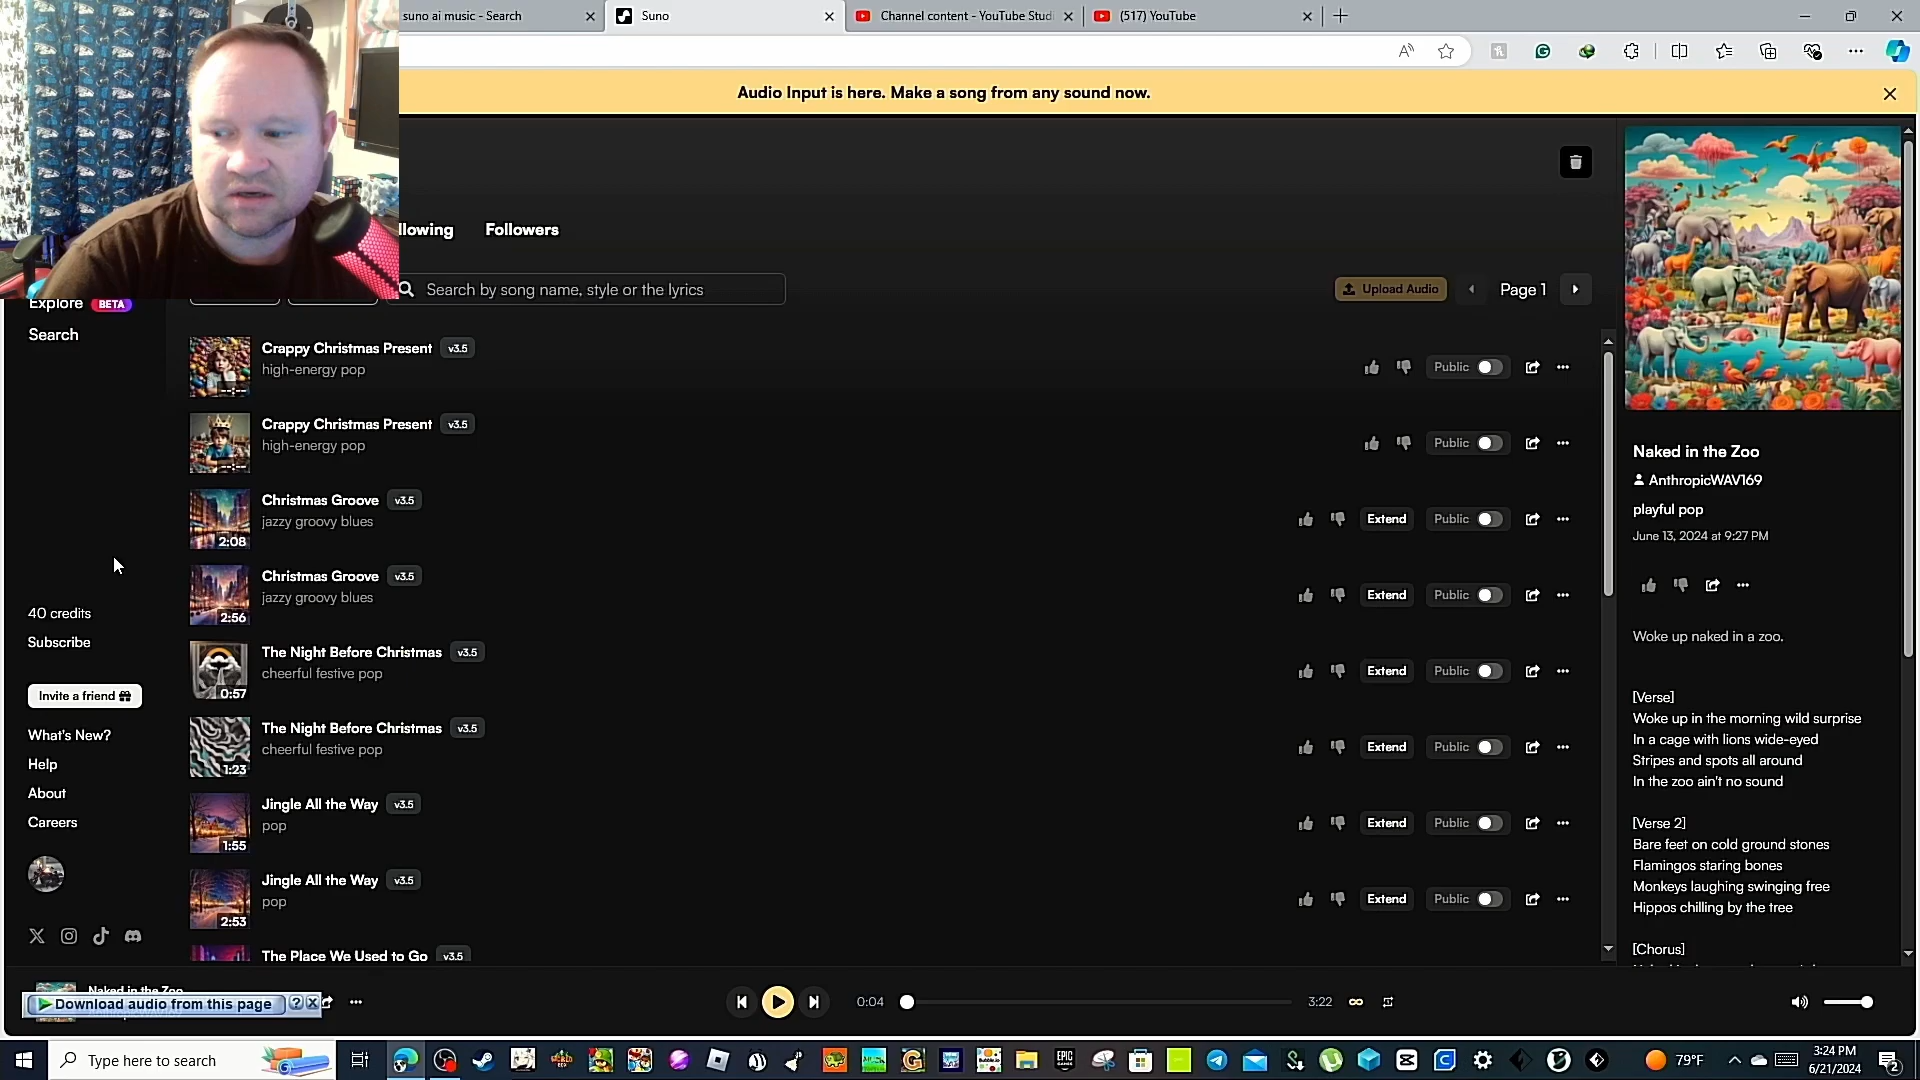 suno ai music - Search
Suno
Channel content - YouTube Studi
(517) YouTube
Audio Input is here. Make a song from any sound now.
llowing
Followers
Search by song name, style or the lyrics
Upload Audio
Page 1
Explore BETA
Search
40 credits
Subscribe
Invite a friend
What's New?
Help
About
Careers
Crappy Christmas Present v3.5
high-energy pop
--:--
Public
Crappy Christmas Present v3.5
high-energy pop
--:--
Public
Christmas Groove v3.5
jazzy groovy blues
2:08
Extend Public
Christmas Groove v3.5
jazzy groovy blues
2:56
Extend Public
The Night Before Christmas v3.5
cheerful festive pop
0:57
Extend Public
The Night Before Christmas v3.5
cheerful festive pop
1:23
Extend Public
Jingle All the Way v3.5
pop
1:55
Extend Public
Jingle All the Way v3.5
pop
2:53
Extend Public
The Place We Used to Go v3.5
Naked in the Zoo
AnthropicWAV169
playful pop
June 13, 2024 at 9:27 PM
Woke up naked in a zoo.
[Verse]
Woke up in the morning wild surprise
In a cage with lions wide-eyed
Stripes and spots all around
In the zoo ain't no sound
[Verse 2]
Bare feet on cold ground stones
Flamingos staring bones
Monkeys laughing swinging free
Hippos chilling by the tree
[Chorus]
Naked in the Zoo
Download audio from this page
0:04
3:22
Type here to search
79°F
3:24 PM
6/21/2024
2